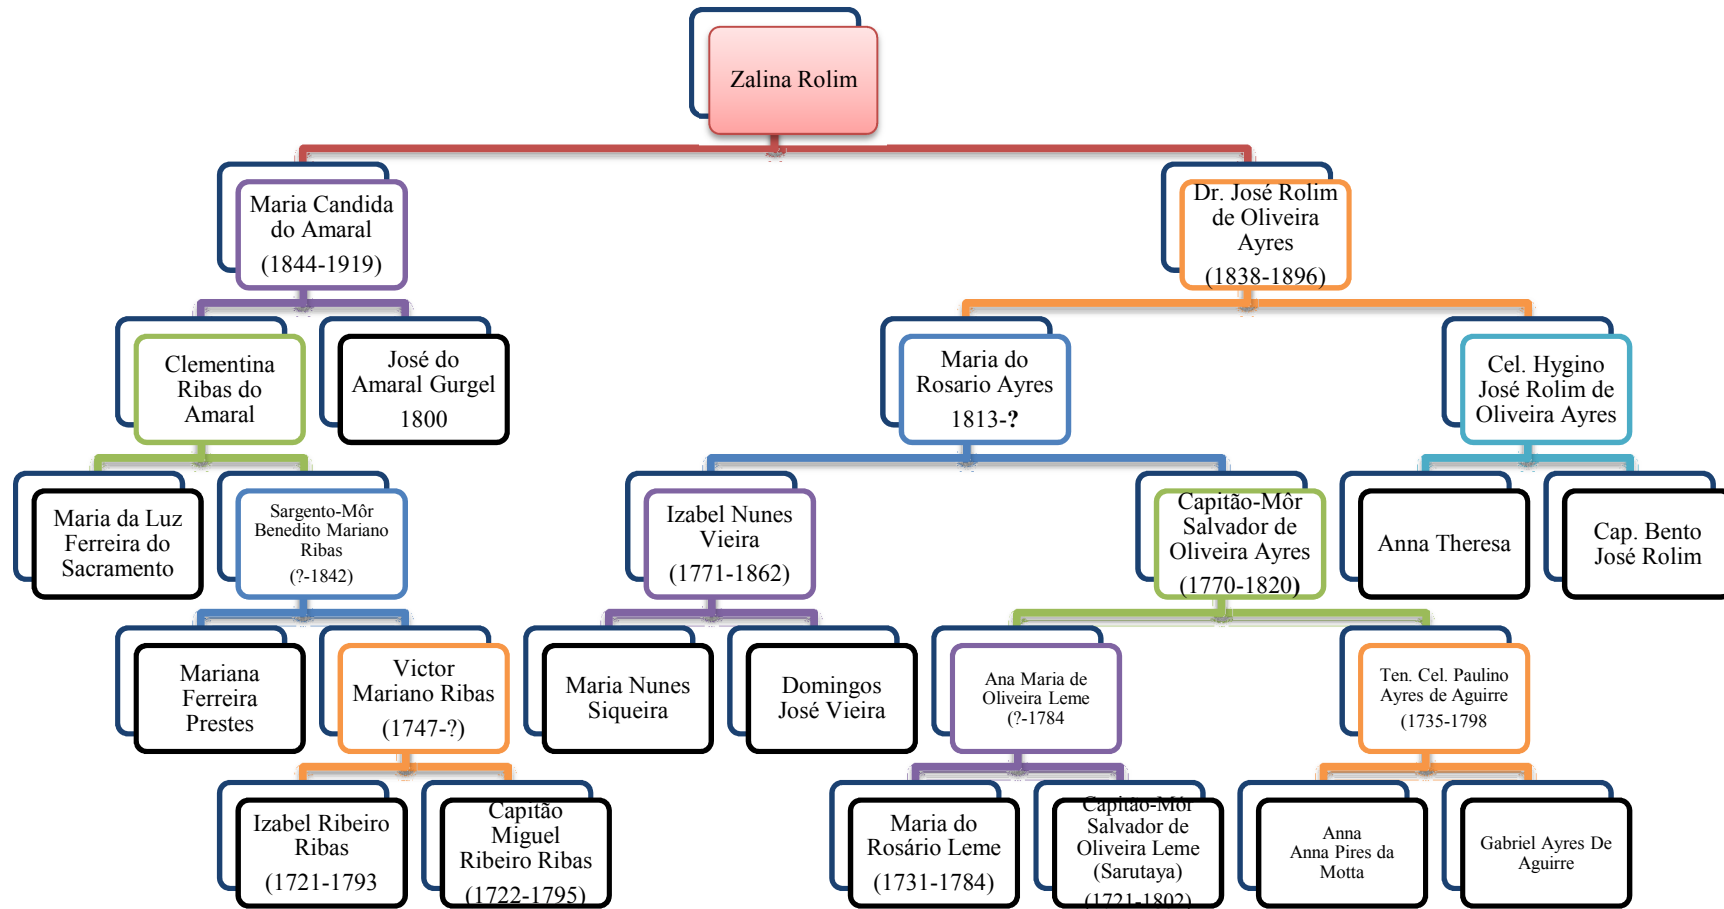 Zalina Rolim
Maria Candida
do Amaral
(1844-1919)
Dr. José Rolim
de Oliveira
Ayres
(1838-1896)
Clementina
Ribas do
Amaral
José do
Amaral Gurgel
1800
Maria do
Rosario Ayres
1813-?
Cel. Hygino
José Rolim de
Oliveira Ayres
Maria da Luz
Ferreira do
Sacramento
Sargento-Môr
Benedito Mariano
Ribas
(?-1842)
Izabel Nunes
Vieira
(1771-1862)
Capitão-Môr
Salvador de
Oliveira Ayres
(1770-1820)
Anna Theresa
Cap. Bento
José Rolim
Mariana
Ferreira
Prestes
Victor
Mariano Ribas
(1747-?)
Maria Nunes
Siqueira
Domingos
José Vieira
Ana Maria de
Oliveira Leme
(?-1784
Ten. Cel. Paulino
Ayres de Aguirre
(1735-1798
Izabel Ribeiro
Ribas
(1721-1793
Capitão
Miguel
Ribeiro Ribas
(1722-1795)
Maria do
Rosário Leme
(1731-1784)
Capitão-Môr
Salvador de
Oliveira Leme
(Sarutaya)
(1721-1802)
Anna
Anna Pires da
Motta
Gabriel Ayres De
Aguirre